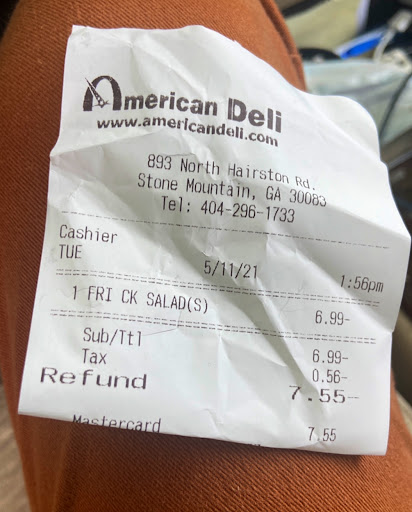 American Deli
www.americandeli.com
893 North Hairston Rd.
Stone Mountain, GA 30083
Tel: 404-296-1733
Cashier
TUE 5/11/21 1:56pm
1 FRI CK SALAD(S) 6.99-
Sub/Ttl 6.99-
Tax 0.56-
Refund 7.55-
Mastercard 7.55